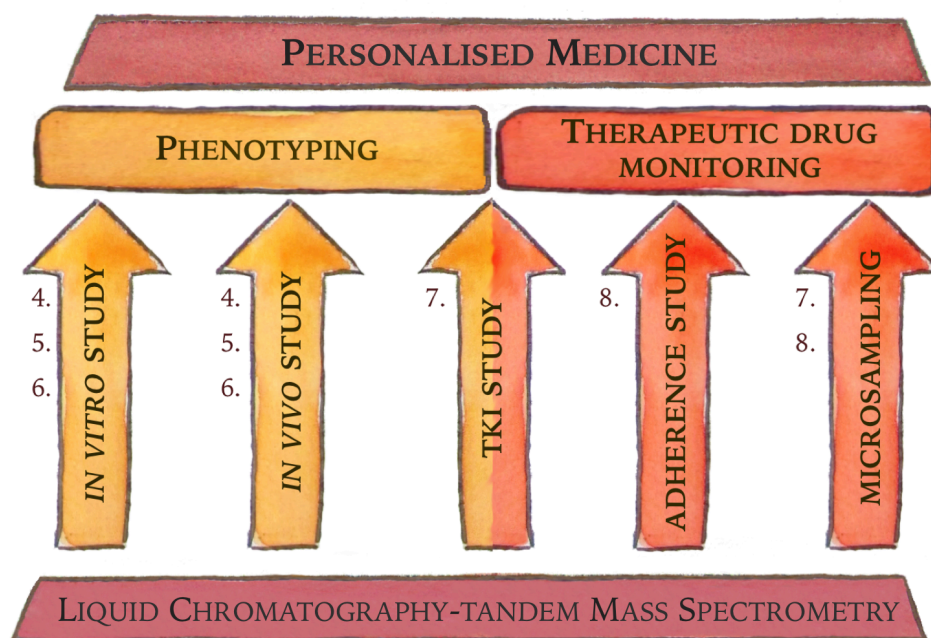 Personalised Medicine
Phenotyping
Therapeutic drug
monitoring
4.
5.
6.
in vitro study
4.
5.
6.
in vivo study
7.
TKI study
8.
adherence study
7.
8.
microsampling
Liquid Chromatography-tandem Mass Spectrometry